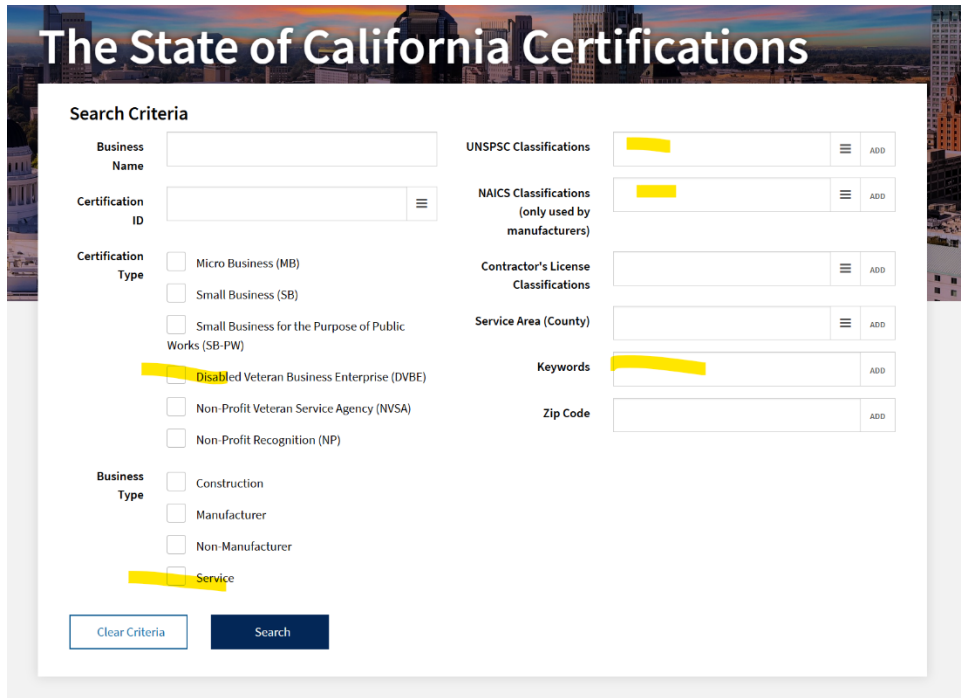 The State of California Certifications
Search Criteria
Business
Name
Certification
ID
Certification
Type
Micro Business (MB)
Small Business (SB)
Small Business for the Purpose of Public
Works (SB-PW)
Disabled Veteran Business Enterprise (DVBE)
Non-Profit Veteran Service Agency (NVSA)
Non-Profit Recognition (NP)
Business
Type
Construction
Manufacturer
Non-Manufacturer
Service
UNSPSC Classifications
ADD
NAICS Classifications
(only used by
manufacturers)
ADD
Contractor's License
Classifications
ADD
Service Area (County)
ADD
Keywords
ADD
Zip Code
ADD
Clear Criteria
Search